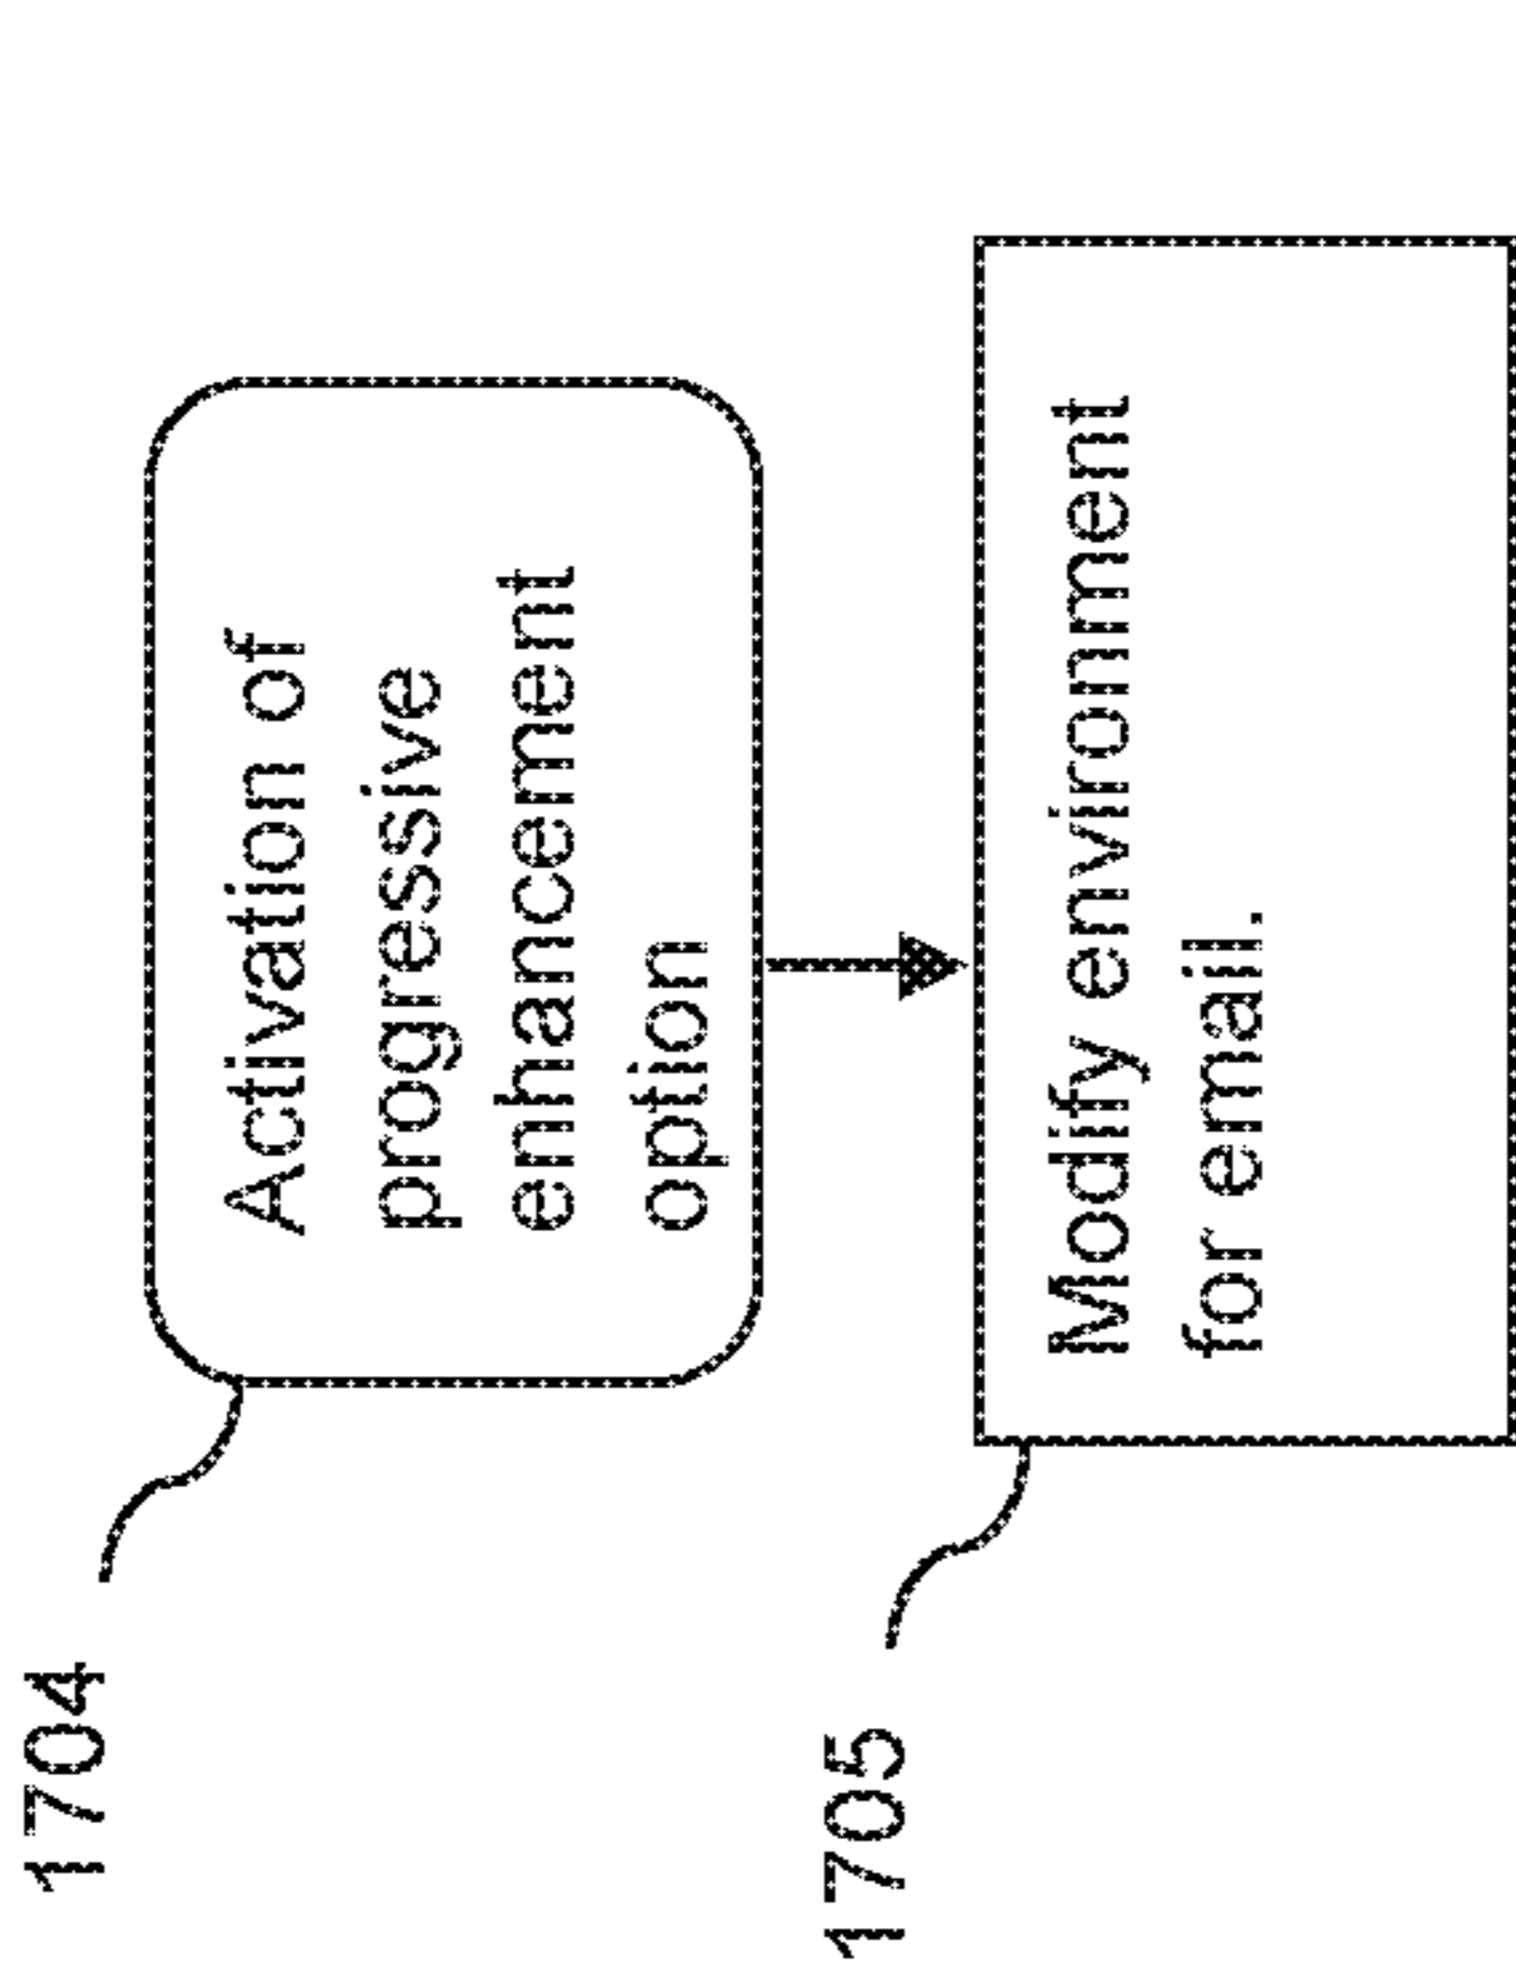 1704
Activation of
progressive
enhancement
option
1705
Modify environment
for email.